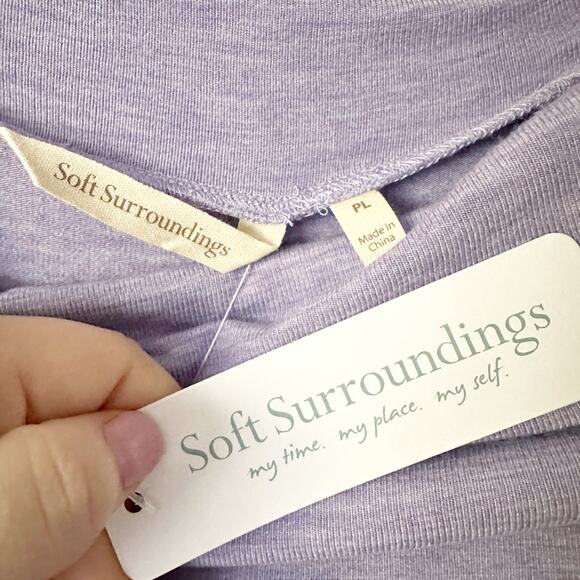 Soft Surroundings
PL
Made in
China
Soft Surroundings
my time. my place. my self.